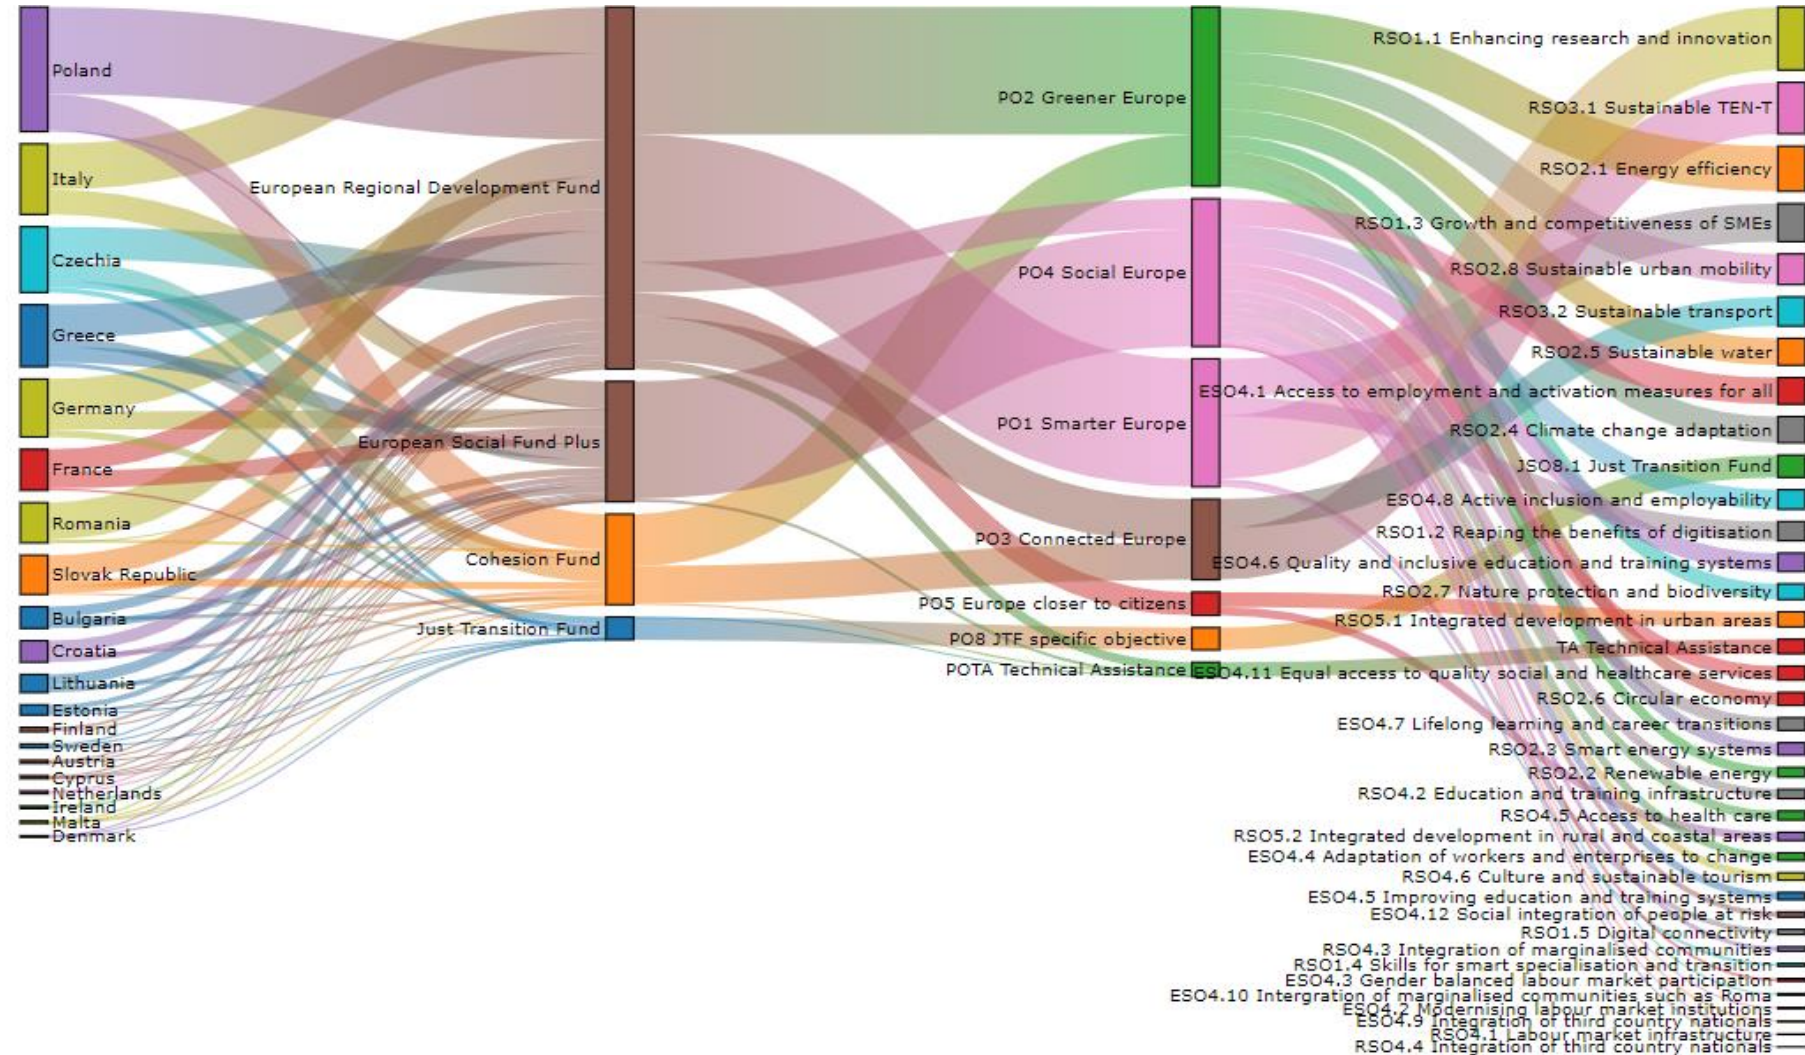 Poland
Italy
Czechia
Greece
Germany
France
Romania
Slovak Republic
Bulgaria
Croatia
Lithuania
Estonia
Finland
Sweden
Austria
Cyprus
Netherlands
Ireland
Malta
Denmark
European Regional Development Fund
European Social Fund Plus
Cohesion Fund
Just Transition Fund
PO2 Greener Europe
PO4 Social Europe
PO1 Smarter Europe
PO3 Connected Europe
PO5 Europe closer to citizens
PO8 JTF specific objective
POTA Technical Assistance
RSO1.1 Enhancing research and innovation
RSO3.1 Sustainable TEN-T
RSO2.1 Energy efficiency
RSO1.3 Growth and competitiveness of SMEs
RSO2.8 Sustainable urban mobility
RSO3.2 Sustainable transport
RSO2.5 Sustainable water
ESO4.1 Access to employment and activation measures for all
RSO2.4 Climate change adaptation
JSO8.1 Just Transition Fund
ESO4.8 Active inclusion and employability
RSO1.2 Reaping the benefits of digitisation
ESO4.6 Quality and inclusive education and training systems
RSO2.7 Nature protection and biodiversity
RSO5.1 Integrated development in urban areas
TA Technical Assistance
ESO4.11 Equal access to quality social and healthcare services
RSO2.6 Circular economy
ESO4.7 Lifelong learning and career transitions
RSO2.3 Smart energy systems
RSO2.2 Renewable energy
RSO4.2 Education and training infrastructure
RSO4.5 Access to health care
RSO5.2 Integrated development in rural and coastal areas
ESO4.4 Adaptation of workers and enterprises to change
RSO4.6 Culture and sustainable tourism
ESO4.5 Improving education and training systems
ESO4.12 Social integration of people at risk
RSO1.5 Digital connectivity
RSO4.3 Integration of marginalised communities
RSO1.4 Skills for smart specialisation and transition
ESO4.3 Gender balanced labour market participation
ESO4.10 Intergration of marginalised communities such as Roma
ESO4.2 Modernising labour market institutions
ESO4.9 Integration of third country nationals
RSO4.1 Labour market infrastructure
RSO4.4 Integration of third country nationals